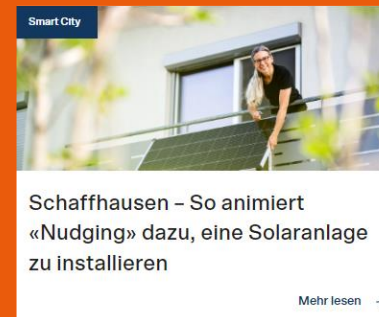 Smart City
Schaffhausen – So animiert
«Nudging» dazu, eine Solaranlage
zu installieren
Mehr lesen